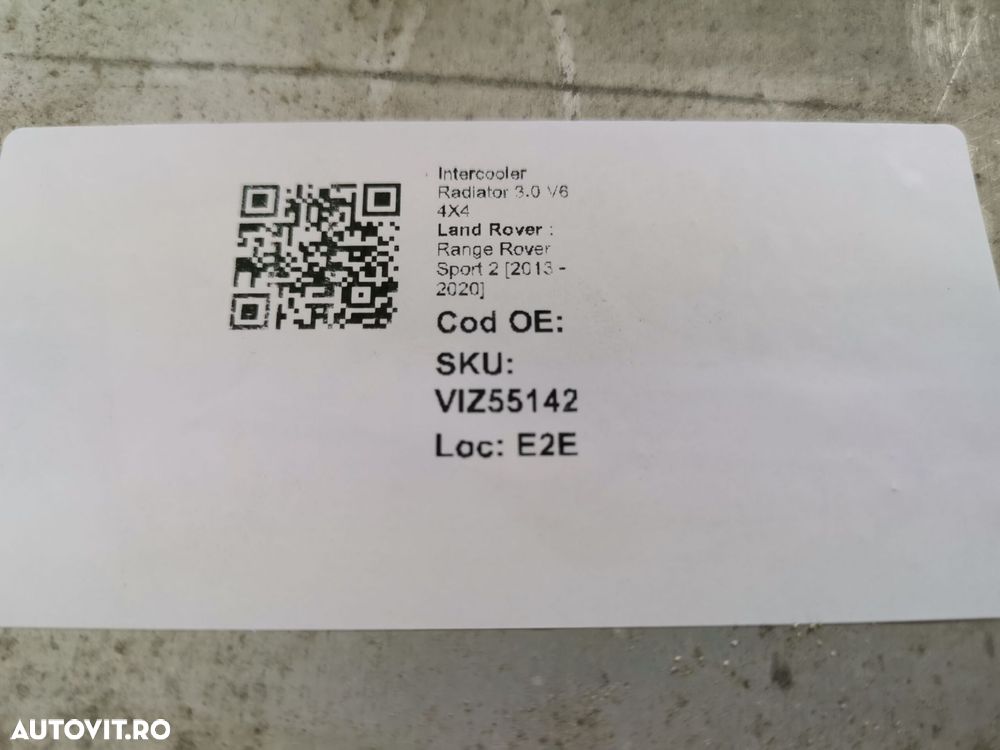 Intercooler
Radiator 3.0 V6
4X4
Land Rover :
Range Rover
Sport 2 [2013 -
2020]
Cod OE:
SKU:
VIZ55142
Loc: E2E
AUTOVIT.RO